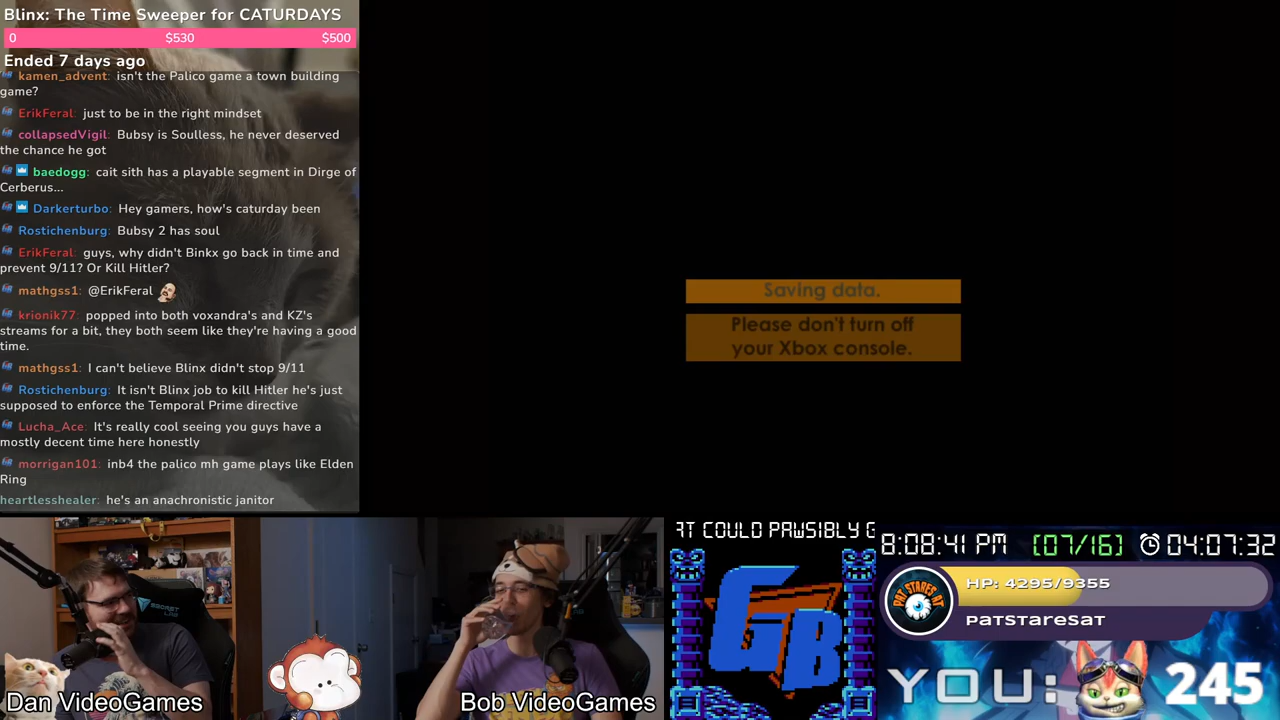 Blinx: The Time Sweeper for CATURDAYS
0 $530 $500
Ended 7 days ago
kamen_advent: isn't the Palico game a town building
game?
ErikFeral: just to be in the right mindset
collapsedVigil: Bubsy is Soulless, he never deserved
the chance he got
baedogg: cait sith has a playable segment in Dirge of
Cerberus...
Darkerturbo: Hey gamers, how's caturday been
Rostichenburg: Bubsy 2 has soul
ErikFeral: guys, why didn't Binkx go back in time and
prevent 9/11? Or Kill Hitler?
mathgss1: @ErikFeral
krionik77: popped into both voxandra's and KZ's
streams for a bit, they both seem like they're having a good
time.
mathgss1: I can't believe Blinx didn't stop 9/11
Rostichenburg: It isn't Blinx job to kill Hitler he's just
supposed to enforce the Temporal Prime directive
Lucha_Ace: It's really cool seeing you guys have a
mostly decent time here honestly
morrigan101: inb4 the palico mh game plays like Elden
Ring
heartlesshealer: he's an anachronistic janitor
Saving data.
Please don't turn off
your Xbox console.
AT COULD PAWSIBLY G
8:08:41 PM [07/16] 04:07:32
HP: 4295/9355
PATSTARESAT
PAT STARES AT
GB
SECRET
LAB
YOU: 245
Dan VideoGames
Bob VideoGames